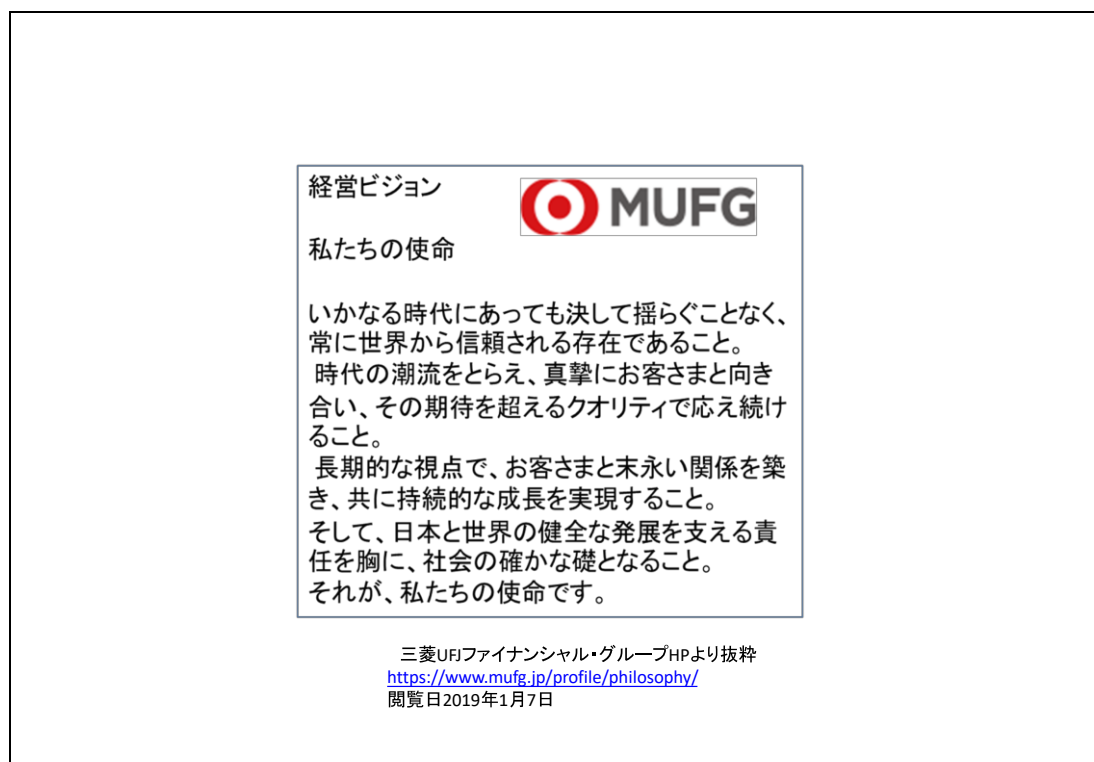 経営ビジョン
MUFG
私たちの使命
いかなる時代にあっても決して揺らぐことなく、
常に世界から信頼される存在であること。
時代の潮流をとらえ、真摯にお客さまと向き
合い、その期待を超えるクオリティで応え続け
ること。
長期的な視点で、お客さまと末永い関係を築
き、共に持続的な成長を実現すること。
そして、日本と世界の健全な発展を支える責
任を胸に、社会の確かな礎となること。
それが、私たちの使命です。
三菱UFJファイナンシャル・グループHPより抜粋
https://www.mufg.jp/profile/philosophy/
閲覧日2019年1月7日